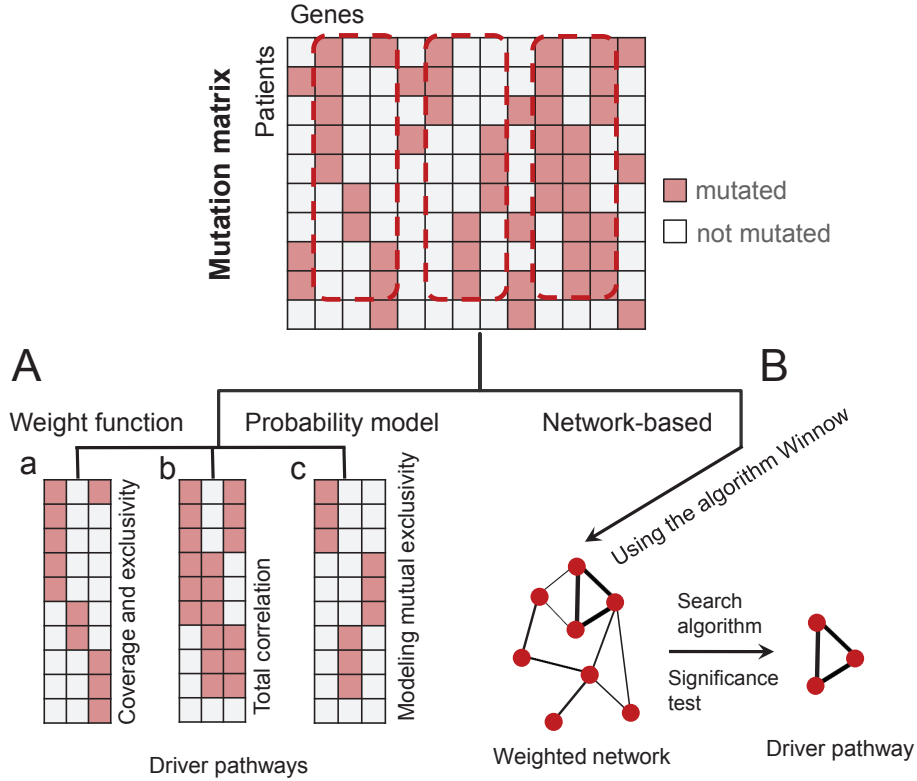 Genes
Patients
Mutation matrix
mutated
not mutated
A
B
Weight function
Probability model
Network-based
a
b
c
Coverage and exclusivity
Total correlation
Modeling mutual exclusivity
Using the algorithm Winnow
Search
algorithm
Significance
test
Weighted network
Driver pathway
Driver pathways